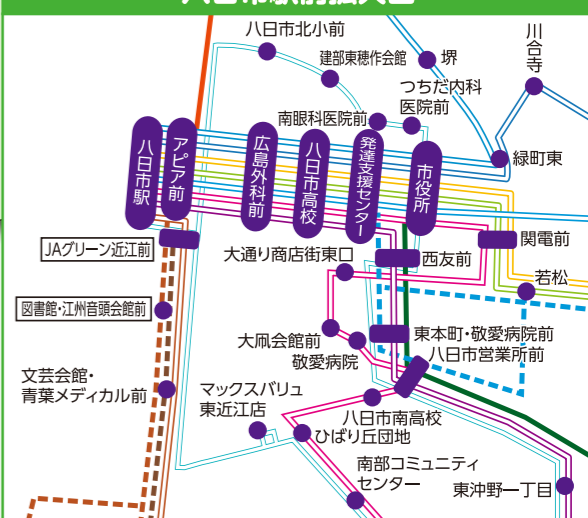 八日市北小前
建部東穂作会館
堺
川合寺
つちだ内科
医院前
南眼科医院前
緑町東
八日市駅
アピア前
広島外科前
八日市高校
発達支援センター
市役所
JAグリーン近江前
大通り商店街東口
西友前
関電前
若松
図書館・江州音頭会館前
大凧会館前
敬愛病院
東本町・敬愛病院前
八日市営業所前
文芸会館・
青葉メディカル前
マックスバリュ
東近江店
八日市南高校
ひばり丘団地
南部コミュニティ
センター
東沖野一丁目